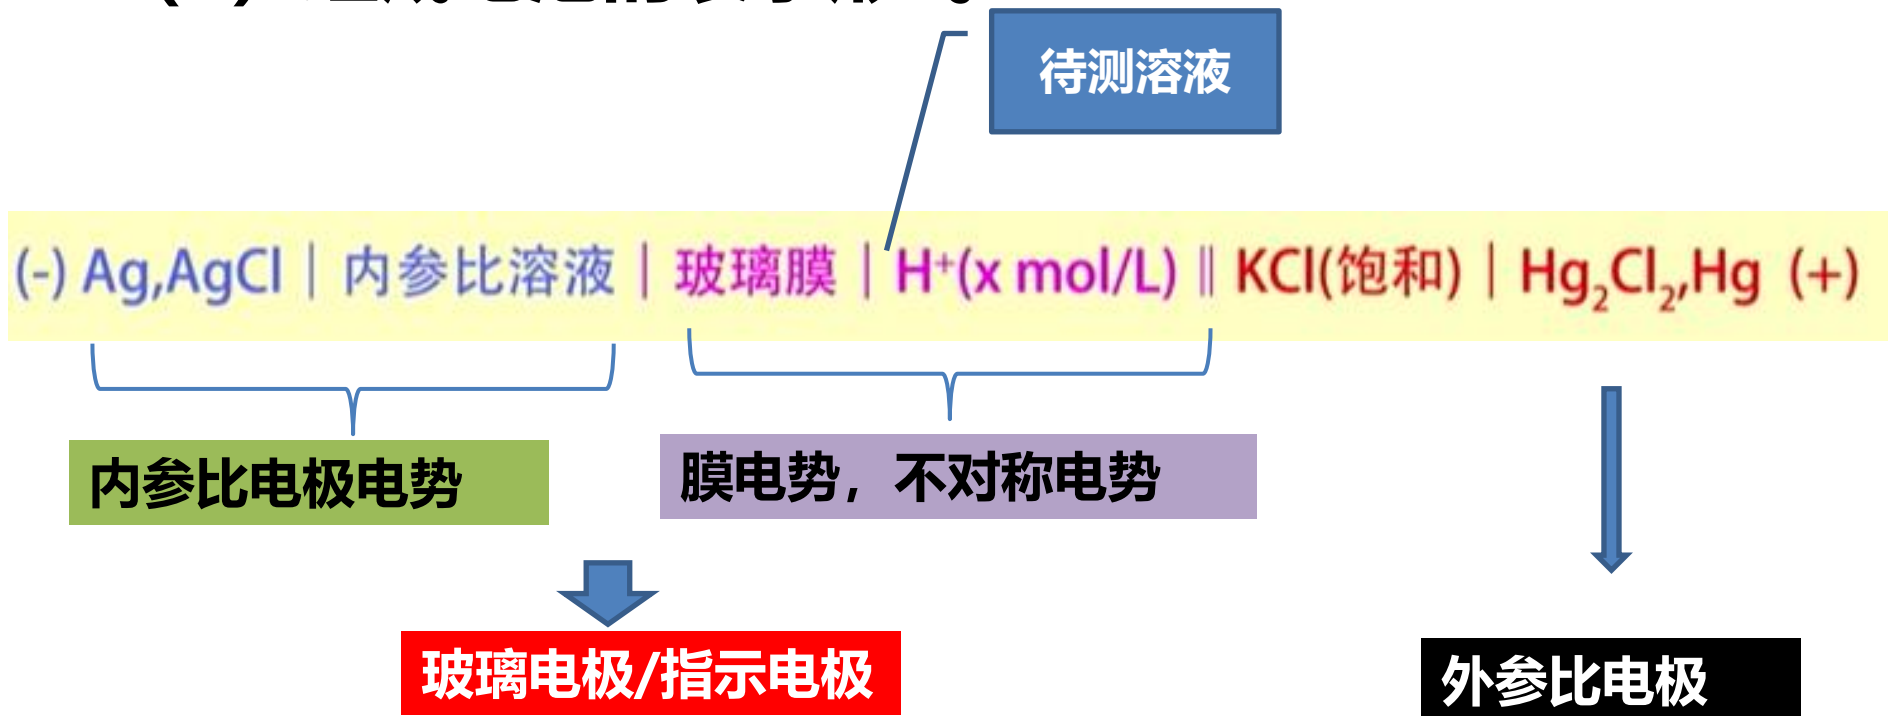 待测溶液
(-) Ag,AgCl | 内参比溶液 | 玻璃膜 | H⁺(x mol/L) ‖ KCl(饱和) | Hg₂Cl₂,Hg (+)
内参比电极电势
膜电势，不对称电势
玻璃电极/指示电极
外参比电极